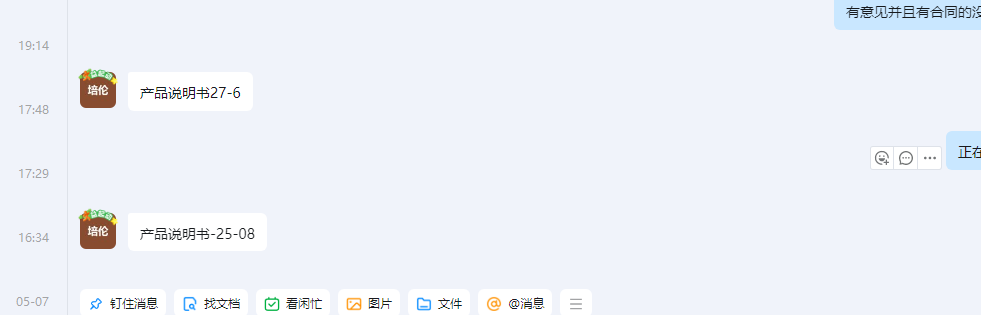 有意见并且有合同的没
19:14
培伦
产品说明书27-6
17:48
正在
17:29
培伦
产品说明书-25-08
16:34
05-07
钉住消息 找文档 看闲忙 图片 文件 @消息